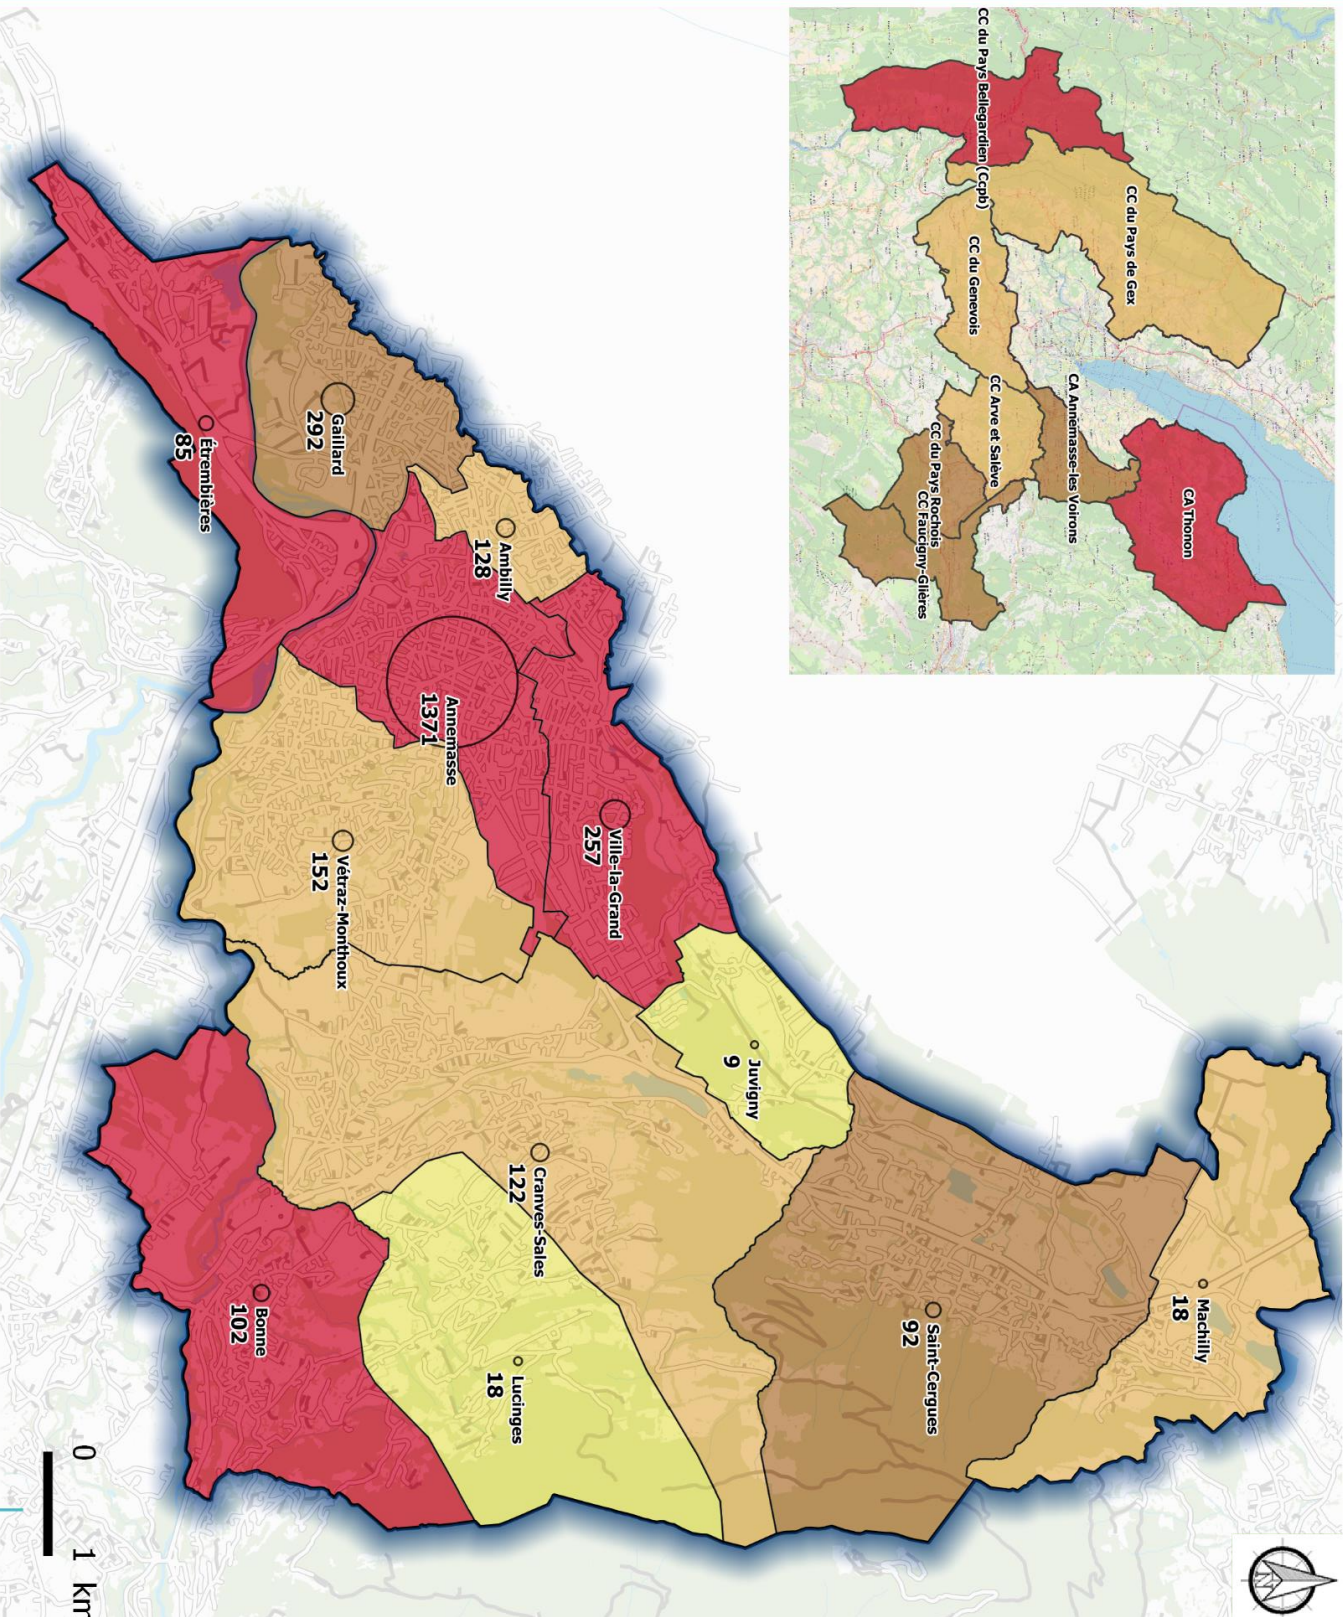 CC du Pays Bellegardien (Ccpb)
CC du Pays de Gex
CC du Genevois
CC Arve et Salève
CA Annemasse-les Voirons
CC du Pays Rochois
CC Faucigny-Glières
CA Thonon
Étrembières
85
Gaillard
292
Ambilly
128
Annemasse
1371
Ville-la-Grand
257
Vétraz-Monthoux
152
Juvigny
9
Cranves-Sales
122
Machilly
18
Saint-Cergues
92
Lucinges
18
Bonne
102
0 1 km
N